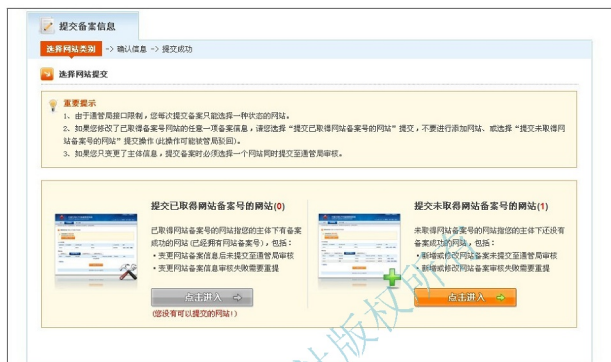 提交备案信息
选择网站类别 -> 确认信息 -> 提交成功
选择网站提交
重要提示
1、由于通管局接口限制，您每次提交备案只能选择一种状态的网站。
2、如果您修改了已取得备案号网站的任意一项备案信息，请您选择“提交已取得网站备案号的网站”提交，不要进行添加网站、或选择“提交未取得网
站备案号的网站”提交操作(此操作可能被管局驳回)。
3、如果您只变更了主体信息，提交备案时必须选择一个网站同时提交至通管局审核。
提交已取得网站备案号的网站(0)
已取得网站备案号的网站指您的主体下有备案
成功的网站(已经拥有网站备案号)，包括：
•变更网站备案信息后未提交至通管局审核
•变更网站备案信息审核失败需要重提
点击进入
(您没有可以提交的网站!)
提交未取得网站备案号的网站(1)
未取得网站备案号的网站指您的主体下还没有
备案成功的网站，包括：
•新增或修改网站备案未提交至通管局审核
•新增或修改网站备案审核失败需要重提
点击进入